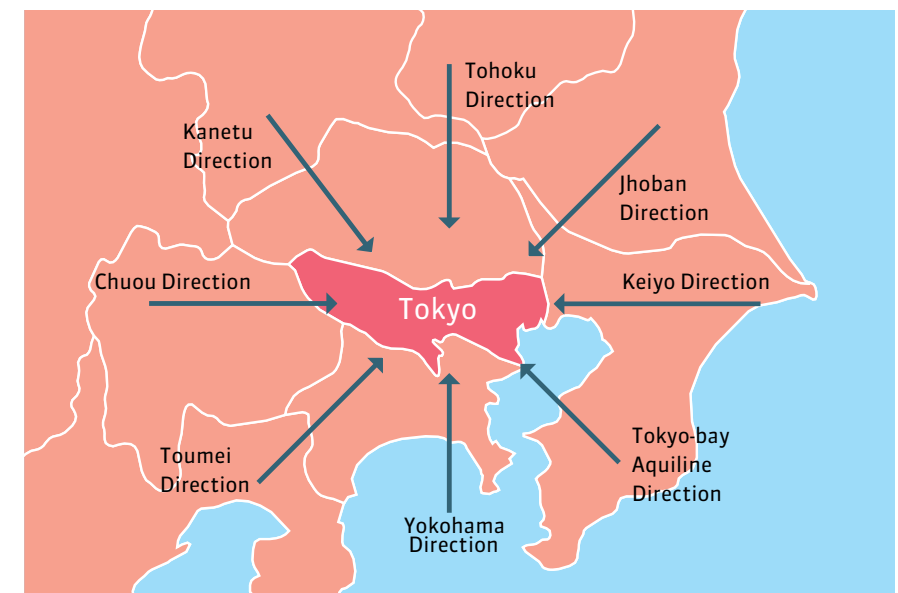 Tohoku
Direction
Kanetu
Direction
Jhoban
Direction
Chuou Direction
Keiyo Direction
Tokyo
Toumei
Direction
Tokyo-bay
Aquiline
Direction
Yokohama
Direction